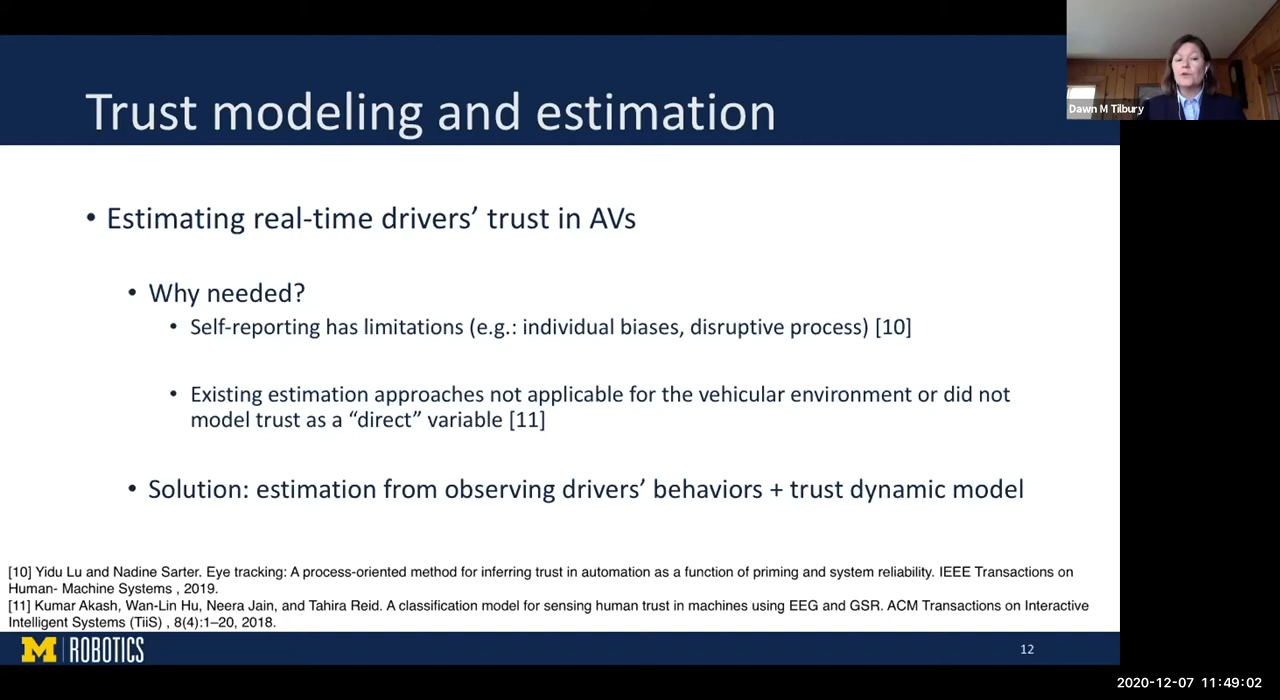 Trust modeling and estimation
Dawn M Tilbury
• Estimating real-time drivers’ trust in AVs
• Why needed?
• Self-reporting has limitations (e.g.: individual biases, disruptive process) [10]
• Existing estimation approaches not applicable for the vehicular environment or did not
model trust as a “direct” variable [11]
• Solution: estimation from observing drivers’ behaviors + trust dynamic model
[10] Yidu Lu and Nadine Sarter. Eye tracking: A process-oriented method for inferring trust in automation as a function of priming and system reliability. IEEE Transactions on
Human- Machine Systems , 2019.
[11] Kumar Akash, Wan-Lin Hu, Neera Jain, and Tahira Reid. A classification model for sensing human trust in machines using EEG and GSR. ACM Transactions on Interactive
Intelligent Systems (TiiS) , 8(4):1–20, 2018.
M ROBOTICS
12
2020-12-07 11:49:02